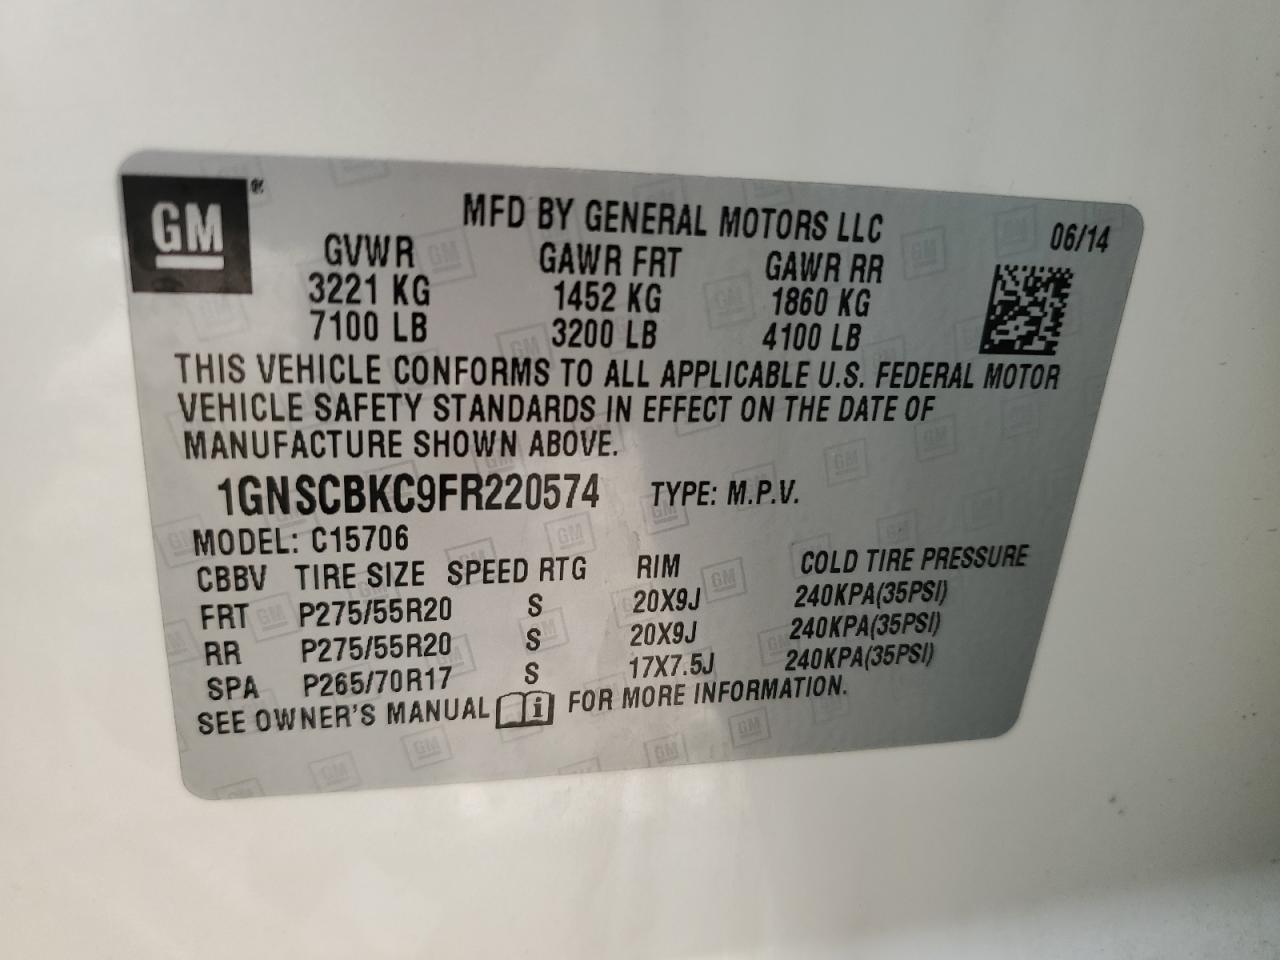 GM ®
MFD BY GENERAL MOTORS LLC
06/14
GVWR GAWR FRT GAWR RR
3221 KG 1452 KG 1860 KG
7100 LB 3200 LB 4100 LB
THIS VEHICLE CONFORMS TO ALL APPLICABLE U.S. FEDERAL MOTOR
VEHICLE SAFETY STANDARDS IN EFFECT ON THE DATE OF
MANUFACTURE SHOWN ABOVE.
1GNSCBKC9FR220574 TYPE: M.P.V.
MODEL: C15706
CBBV TIRE SIZE SPEED RTG RIM COLD TIRE PRESSURE
FRT P275/55R20 S 20X9J 240KPA(35PSI)
RR P275/55R20 S 20X9J 240KPA(35PSI)
SPA P265/70R17 S 17X7.5J 240KPA(35PSI)
SEE OWNER'S MANUAL i FOR MORE INFORMATION.